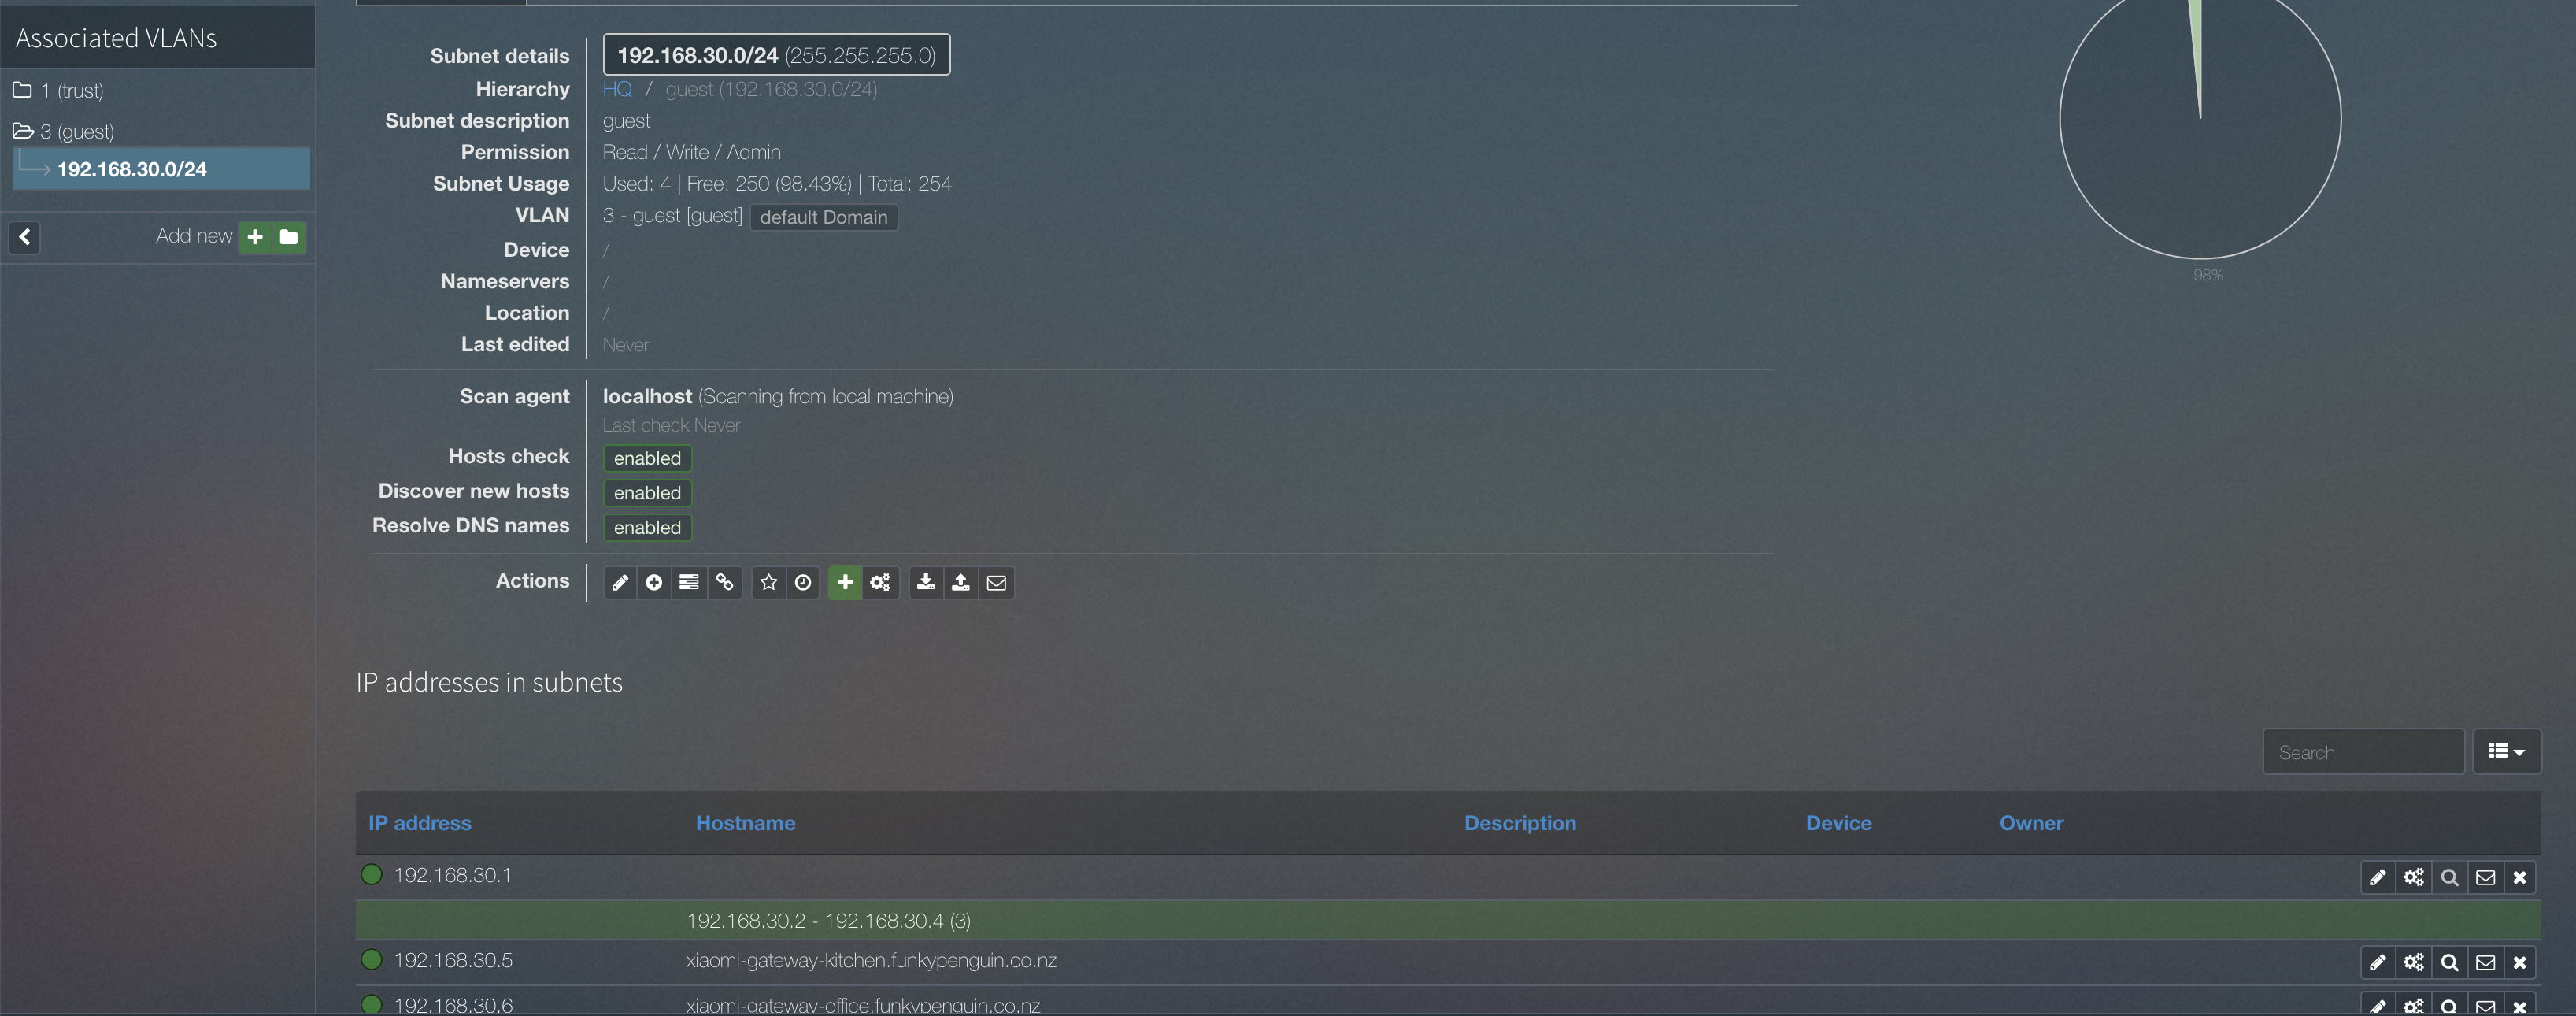 Associated VLANs
1 (trust)
3 (guest)
192.168.30.0/24
Add new
Subnet details 192.168.30.0/24 (255.255.255.0)
Hierarchy HQ / guest (192.168.30.0/24)
Subnet description guest
Permission Read / Write / Admin
Subnet Usage Used: 4 | Free: 250 (98.43%) | Total: 254
VLAN 3 - guest [guest] default Domain
Device /
Nameservers /
Location /
Last edited Never
Scan agent localhost (Scanning from local machine)
Last check Never
Hosts check enabled
Discover new hosts enabled
Resolve DNS names enabled
Actions
98%
IP addresses in subnets
Search
IP address Hostname Description Device Owner
192.168.30.1
192.168.30.2 - 192.168.30.4 (3)
192.168.30.5 xiaomi-gateway-kitchen.funkypenguin.co.nz
192.168.30.6 xiaomi-gateway-office.funkypenguin.co.nz